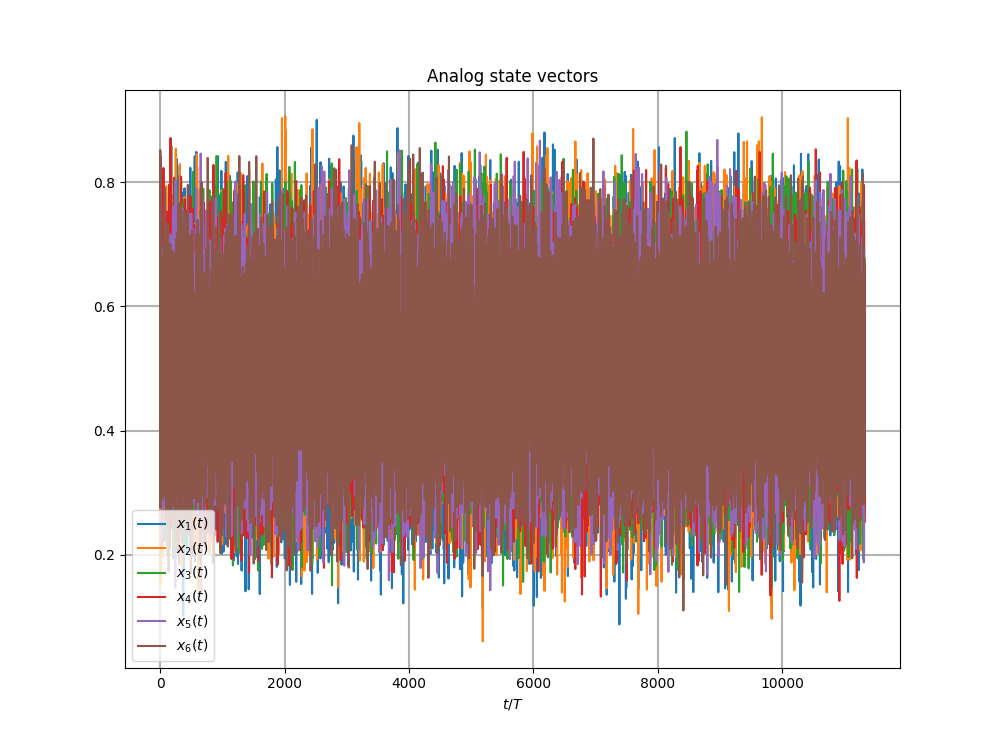 Analog state vectors
0.8
0.6
0.4
0.2
x₁(t)
x₂(t)
x₃(t)
x₄(t)
x₅(t)
x₆(t)
0 2000 4000 6000 8000 10000
t/T